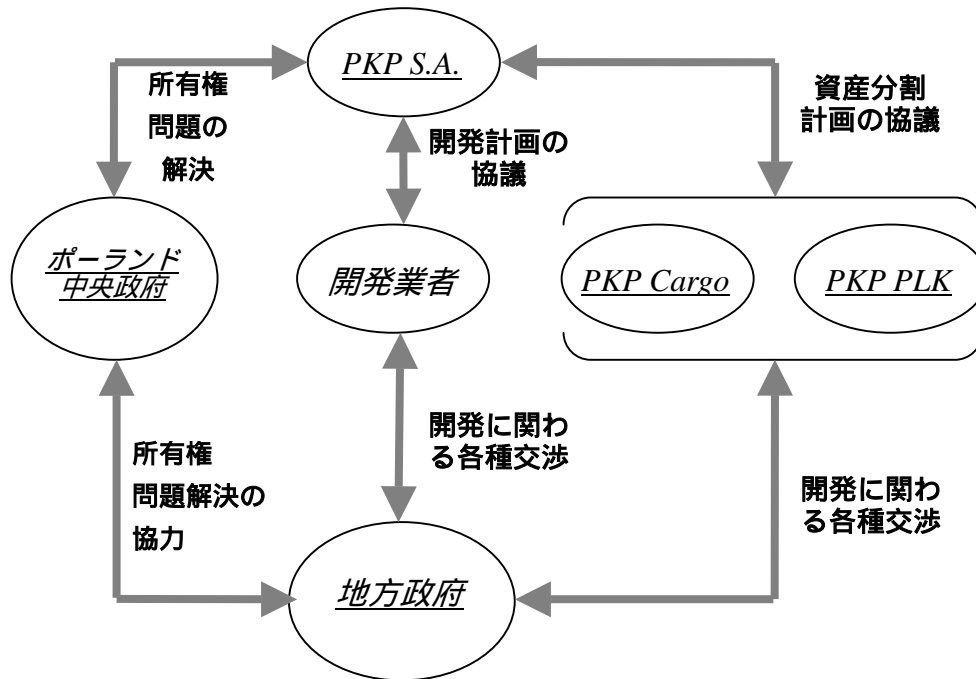 PKP S.A.
所有権
問題の
解決
開発計画の
協議
資産分割
計画の協議
ポーランド
中央政府
開発業者
PKP Cargo
PKP PLK
所有権
問題解決の
協力
開発に関わ
る各種交渉
開発に関わ
る各種交渉
地方政府